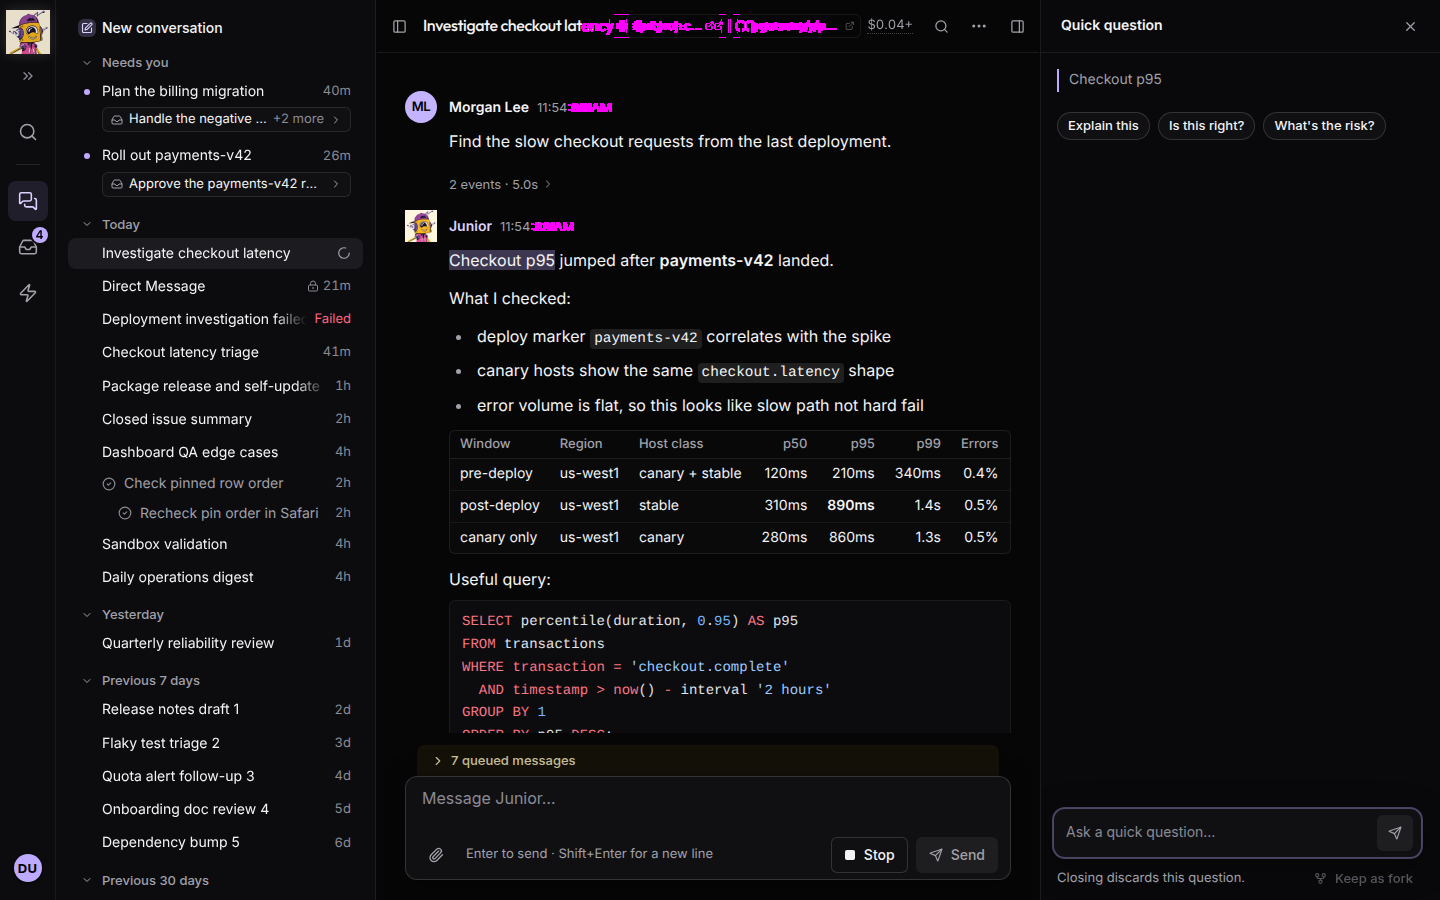 New conversation
Needs you
Plan the billing migration 40m
Handle the negative ... +2 more
Roll out payments-v42 26m
Approve the payments-v42 r...
Today
Investigate checkout latency
Direct Message 21m
Deployment investigation failed Failed
Checkout latency triage 41m
Package release and self-update 1h
Closed issue summary 2h
Dashboard QA edge cases 4h
Check pinned row order 2h
Recheck pin order in Safari 2h
Sandbox validation 4h
Daily operations digest 4h
Yesterday
Quarterly reliability review 1d
Previous 7 days
Release notes draft 1 2d
Flaky test triage 2 3d
Quota alert follow-up 3 4d
Onboarding doc review 4 5d
Dependency bump 5 6d
Previous 30 days
4
DU
Investigate checkout latency
$0.04+
ML
Morgan Lee 11:54
Find the slow checkout requests from the last deployment.
2 events · 5.0s
Junior 11:54
Checkout p95 jumped after payments-v42 landed.
What I checked:
• deploy marker payments-v42 correlates with the spike
• canary hosts show the same checkout.latency shape
• error volume is flat, so this looks like slow path not hard fail
Window Region Host class p50 p95 p99 Errors
pre-deploy us-west1 canary + stable 120ms 210ms 340ms 0.4%
post-deploy us-west1 stable 310ms 890ms 1.4s 0.5%
canary only us-west1 canary 280ms 860ms 1.3s 0.5%
Useful query:
SELECT percentile(duration, 0.95) AS p95
FROM transactions
WHERE transaction = 'checkout.complete'
AND timestamp > now() - interval '2 hours'
GROUP BY 1
ORDER BY p95 DESC;
7 queued messages
Message Junior...
Enter to send · Shift+Enter for a new line
Stop
Send
Quick question
Checkout p95
Explain this
Is this right?
What's the risk?
Ask a quick question...
Closing discards this question.
Keep as fork